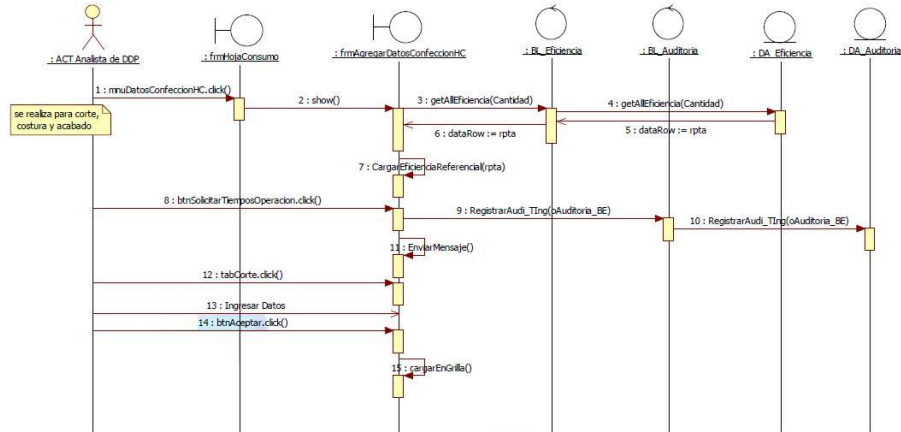 : ACT Analista de DDP
: frmHojaConsumo
: frmAgregarDatosConfeccionHC
: BL_Eficiencia
: BL_Auditoria
: DA_Eficiencia
: DA_Auditoria
1 : mnuDatosConfeccionHC.click()
2 : show()
3 : getAllEficiencia(Cantidad)
4 : getAllEficiencia(Cantidad)
se realiza para corte,
costura y acabado
5 : dataRow := rpta
6 : dataRow := rpta
7 : CargarEficienciaReferencial(rpta)
8 : btnSolicitarTiemposOperacion.click()
9 : RegistrarAudi_TIng(oAuditoria_BE)
10 : RegistrarAudi_TIng(oAuditoria_BE)
11 : EnviarMensaje()
12 : tabCorte.click()
13 : Ingresar Datos
14 : btnAceptar.click()
15 : cargarEnGrilla()